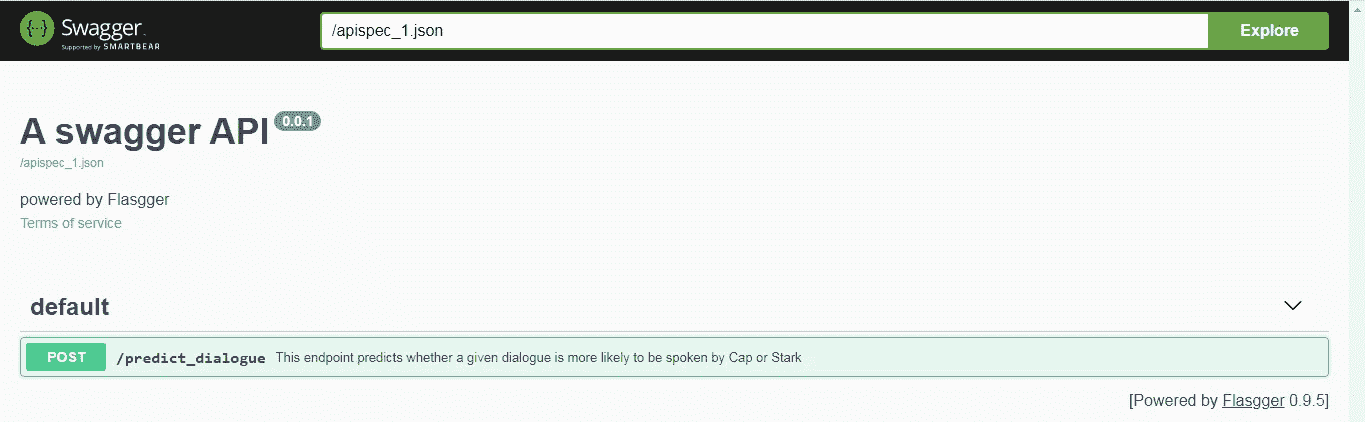 Swagger.
Supported by SMARTBEAR
/apispec_1.json
Explore
A swagger API 0.0.1
/apispec_1.json
powered by Flasgger
Terms of service
default
POST /predict_dialogue This endpoint predicts whether a given dialogue is more likely to be spoken by Cap or Stark
[Powered by Flasgger 0.9.5]